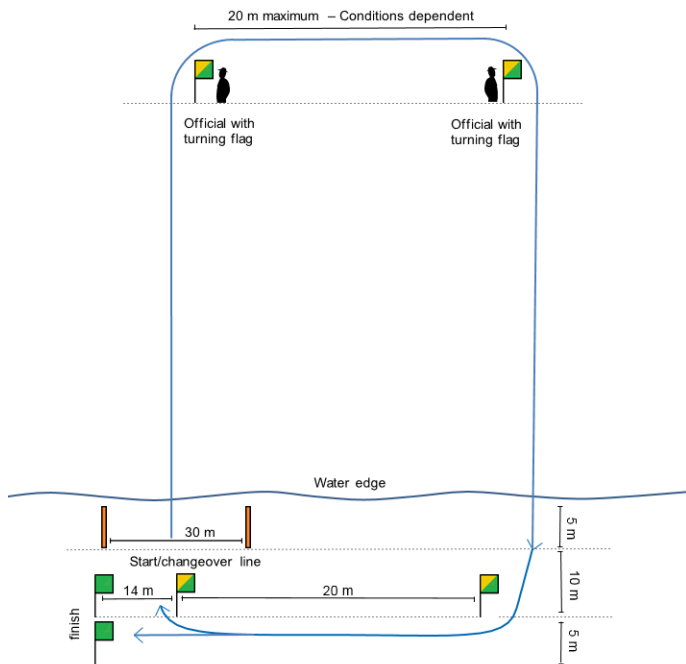 20 m maximum – Conditions dependent
Official with
turning flag
Official with
turning flag
Water edge
30 m
5 m
Start/changeover line
14 m
20 m
10 m
finish
5 m